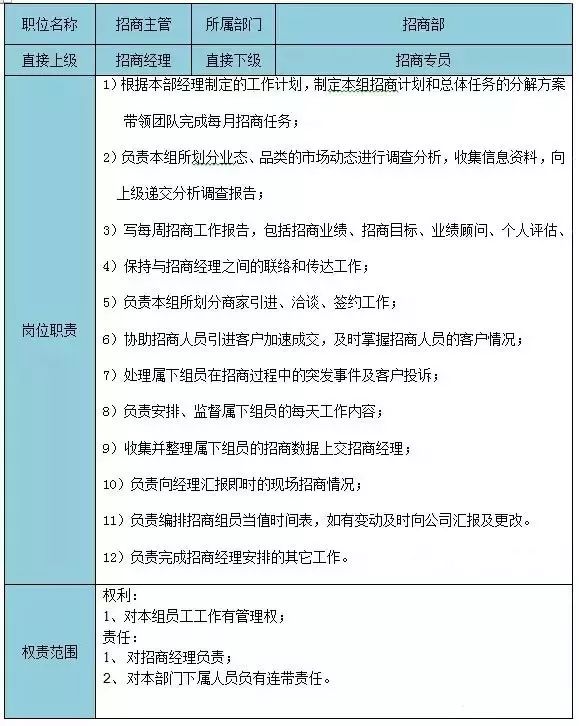 职位名称 招商主管 所属部门 招商部
直接上级 招商经理 直接下级 招商专员
岗位职责
1）根据本部经理制定的工作计划，制定本组招商计划和总体任务的分解方案
带领团队完成每月招商任务；
2）负责本组所划分业态、品类的市场动态进行调查分析，收集信息资料，向
上级递交分析调查报告；
3）写每周招商工作报告，包括招商业绩、招商目标、业绩顾问、个人评估、
4）保持与招商经理之间的联络和传达工作；
5）负责本组所划分商家引进、洽谈、签约工作；
6）协助招商人员引进客户加速成交，及时掌握招商人员的客户情况；
7）处理属下组员在招商过程中的突发事件及客户投诉；
8）负责安排、监督属下组员的每天工作内容；
9）收集并整理属下组员的招商数据上交招商经理；
10）负责向经理汇报即时的现场招商情况；
11）负责编排招商组员当值时间表，如有变动及时向公司汇报及更改。
12）负责完成招商经理安排的其它工作。
权责范围
权利：
1、对本组员工工作有管理权；
责任：
1、对招商经理负责；
2、对本部门下属人员负有连带责任。